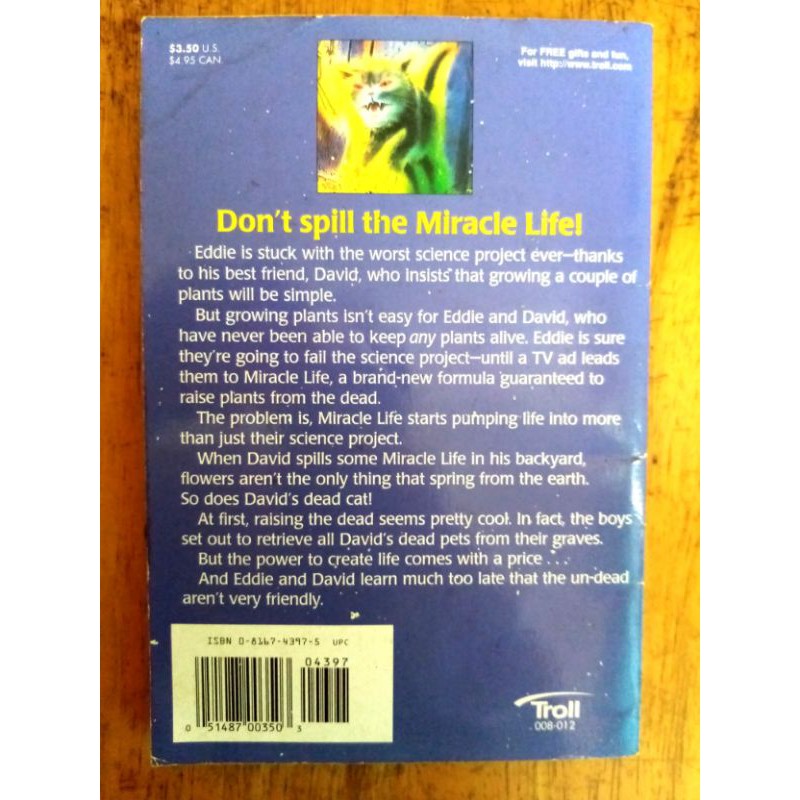 $3.50 U.S.
$4.95 CAN.
For FREE gifts and fun,
visit http://www.troll.com
Don't spill the Miracle Life!
Eddie is stuck with the worst science project ever—thanks
to his best friend, David, who insists that growing a couple of
plants will be simple.
But growing plants isn't easy for Eddie and David, who
have never been able to keep any plants alive. Eddie is sure
they're going to fail the science project—until a TV ad leads
them to Miracle Life, a brand-new formula guaranteed to
raise plants from the dead.
The problem is, Miracle Life starts pumping life into more
than just their science project.
When David spills some Miracle Life in his backyard,
flowers aren't the only thing that spring from the earth.
So does David's dead cat!
At first, raising the dead seems pretty cool. In fact, the boys
set out to retrieve all David's dead pets from their graves.
But the power to create life comes with a price . . .
And Eddie and David learn much too late that the un-dead
aren't very friendly.
ISBN 0-8167-4397-5 UPC
04397
0 51487 00350 3
Troll
008-012